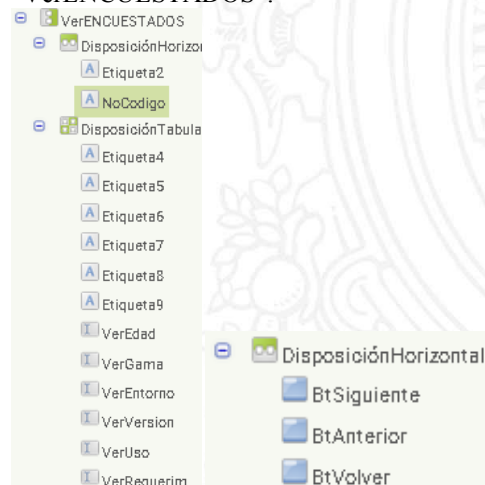 VerENCUESTADOS".
VerENCUESTADOS
DisposiciónHorizo
Etiqueta2
NoCodigo
DisposiciónTabula
Etiqueta4
Etiqueta5
Etiqueta6
Etiqueta7
Etiqueta8
Etiqueta9
VerEdad
VerGama
VerEntorno
VerVersion
VerUso
VerRequerim
DisposiciónHorizontal
BtSiguiente
BtAnterior
BtVolver